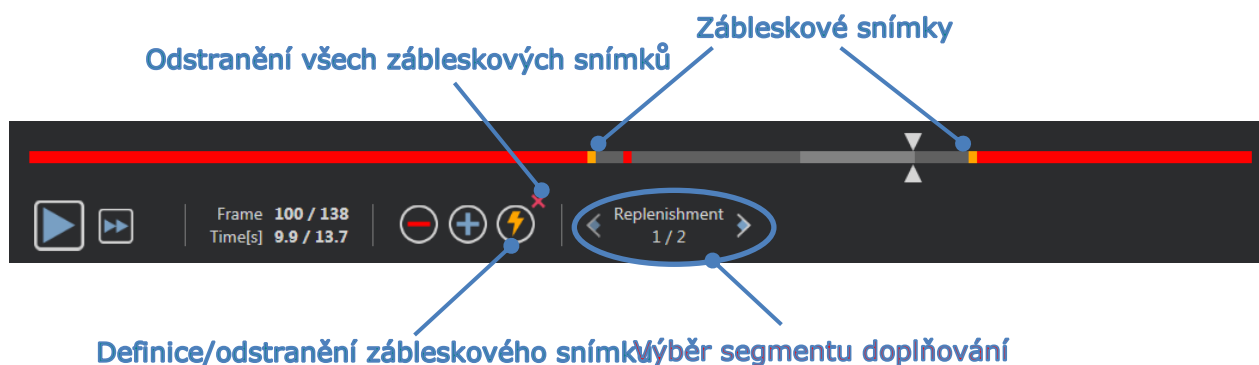 Zábleskové snímky
Odstranění všech zábleskových snímků
Frame 100 / 138
Time[s] 9.9 / 13.7
Replenishment
1 / 2
Definice/odstranění zábleskového snímku
Výběr segmentu doplňování